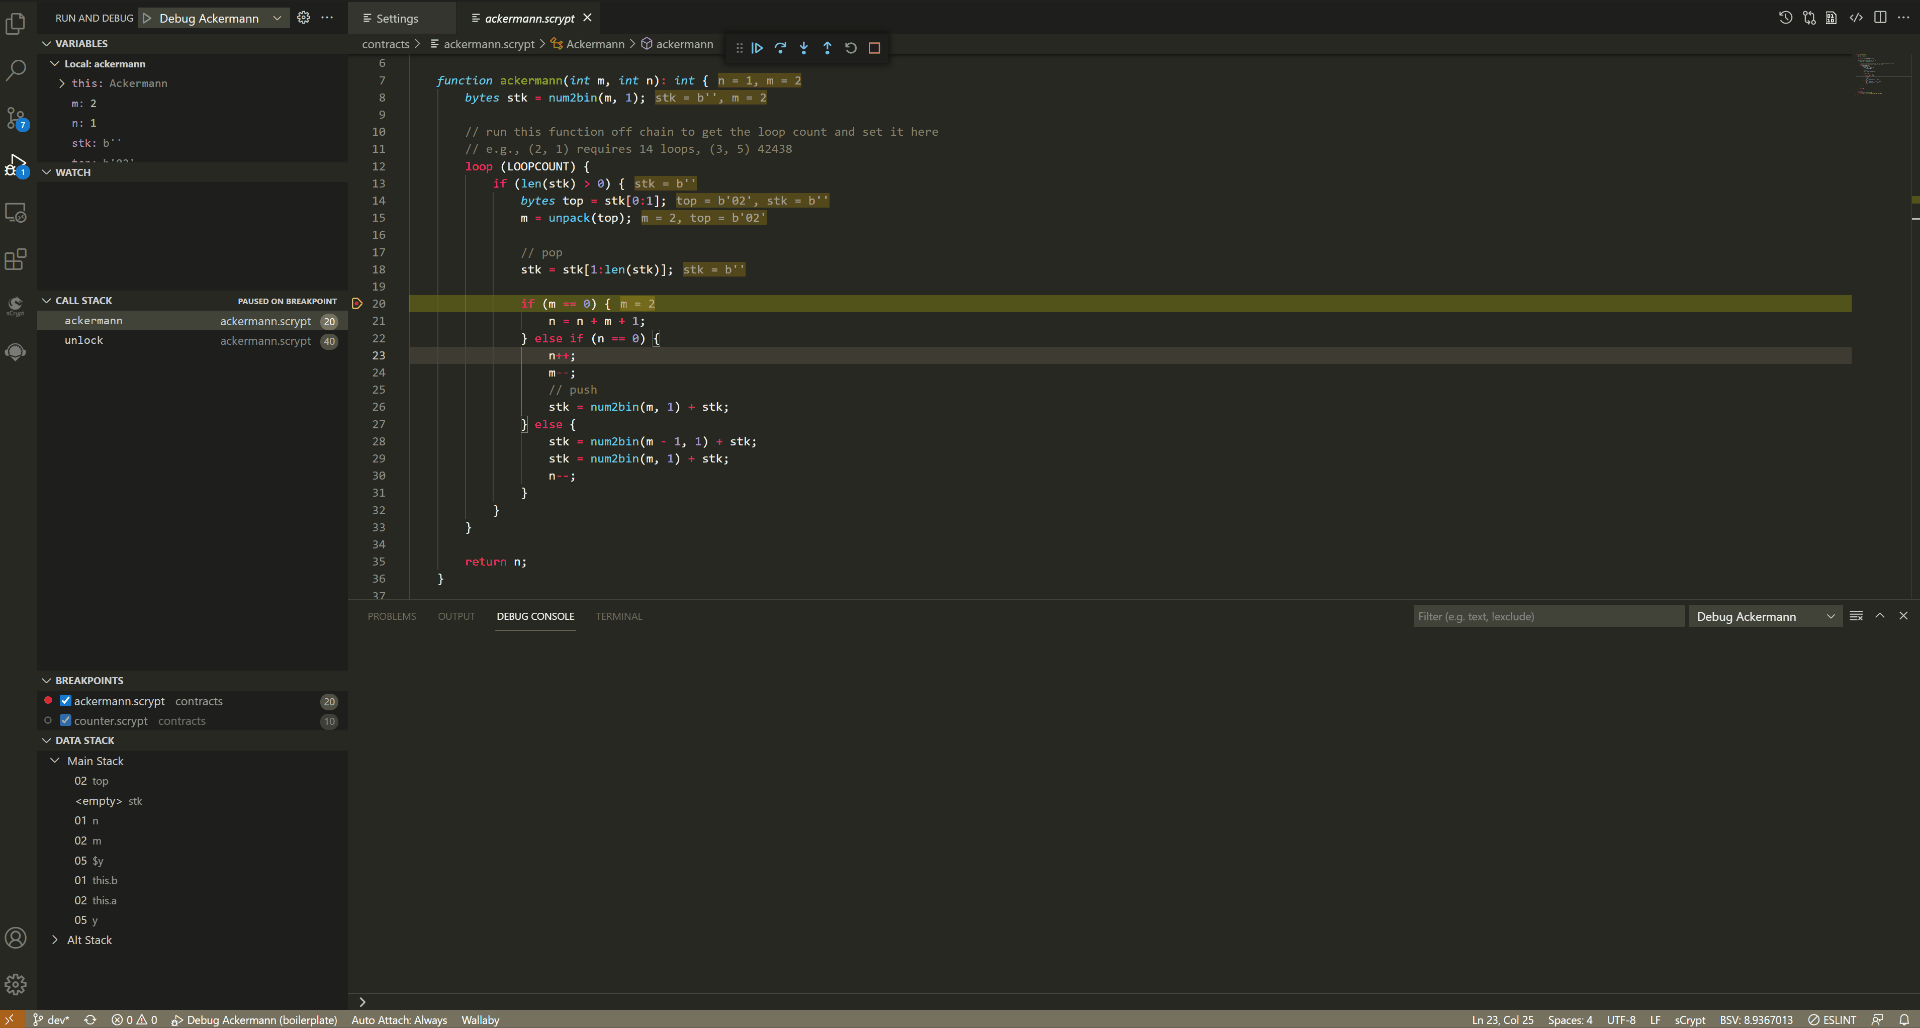 RUN AND DEBUG Debug Ackermann
Settings
ackermann.scrypt
VARIABLES
Local: ackermann
this: Ackermann
m: 2
n: 1
stk: b''
WATCH
CALL STACK PAUSED ON BREAKPOINT
ackermann ackermann.scrypt 20
unlock ackermann.scrypt 40
BREAKPOINTS
ackermann.scrypt contracts 20
counter.scrypt contracts 10
DATA STACK
Main Stack
02 top
<empty> stk
01 n
02 m
05 $y
01 this.b
02 this.a
05 y
Alt Stack
7
1
sCrypt
contracts > ackermann.scrypt > Ackermann > ackermann
6
7 function ackermann(int m, int n): int { n = 1, m = 2
8 bytes stk = num2bin(m, 1); stk = b'', m = 2
9
10 // run this function off chain to get the loop count and set it here
11 // e.g., (2, 1) requires 14 loops, (3, 5) 42438
12 loop (LOOPCOUNT) {
13 if (len(stk) > 0) { stk = b''
14 bytes top = stk[0:1]; top = b'02', stk = b''
15 m = unpack(top); m = 2, top = b'02'
16
17 // pop
18 stk = stk[1:len(stk)]; stk = b''
19
20 if (m == 0) { m = 2
21 n = n + m + 1;
22 } else if (n == 0) {
23 n++;
24 m--;
25 // push
26 stk = num2bin(m, 1) + stk;
27 } else {
28 stk = num2bin(m - 1, 1) + stk;
29 stk = num2bin(m, 1) + stk;
30 n--;
31 }
32 }
33 }
34
35 return n;
36 }
37
PROBLEMS OUTPUT DEBUG CONSOLE TERMINAL
Filter (e.g. text, !exclude)
Debug Ackermann
dev* 0 0 Debug Ackermann (boilerplate) Auto Attach: Always Wallaby
Ln 23, Col 25 Spaces: 4 UTF-8 LF sCrypt BSV: 8.9367013 ESLINT